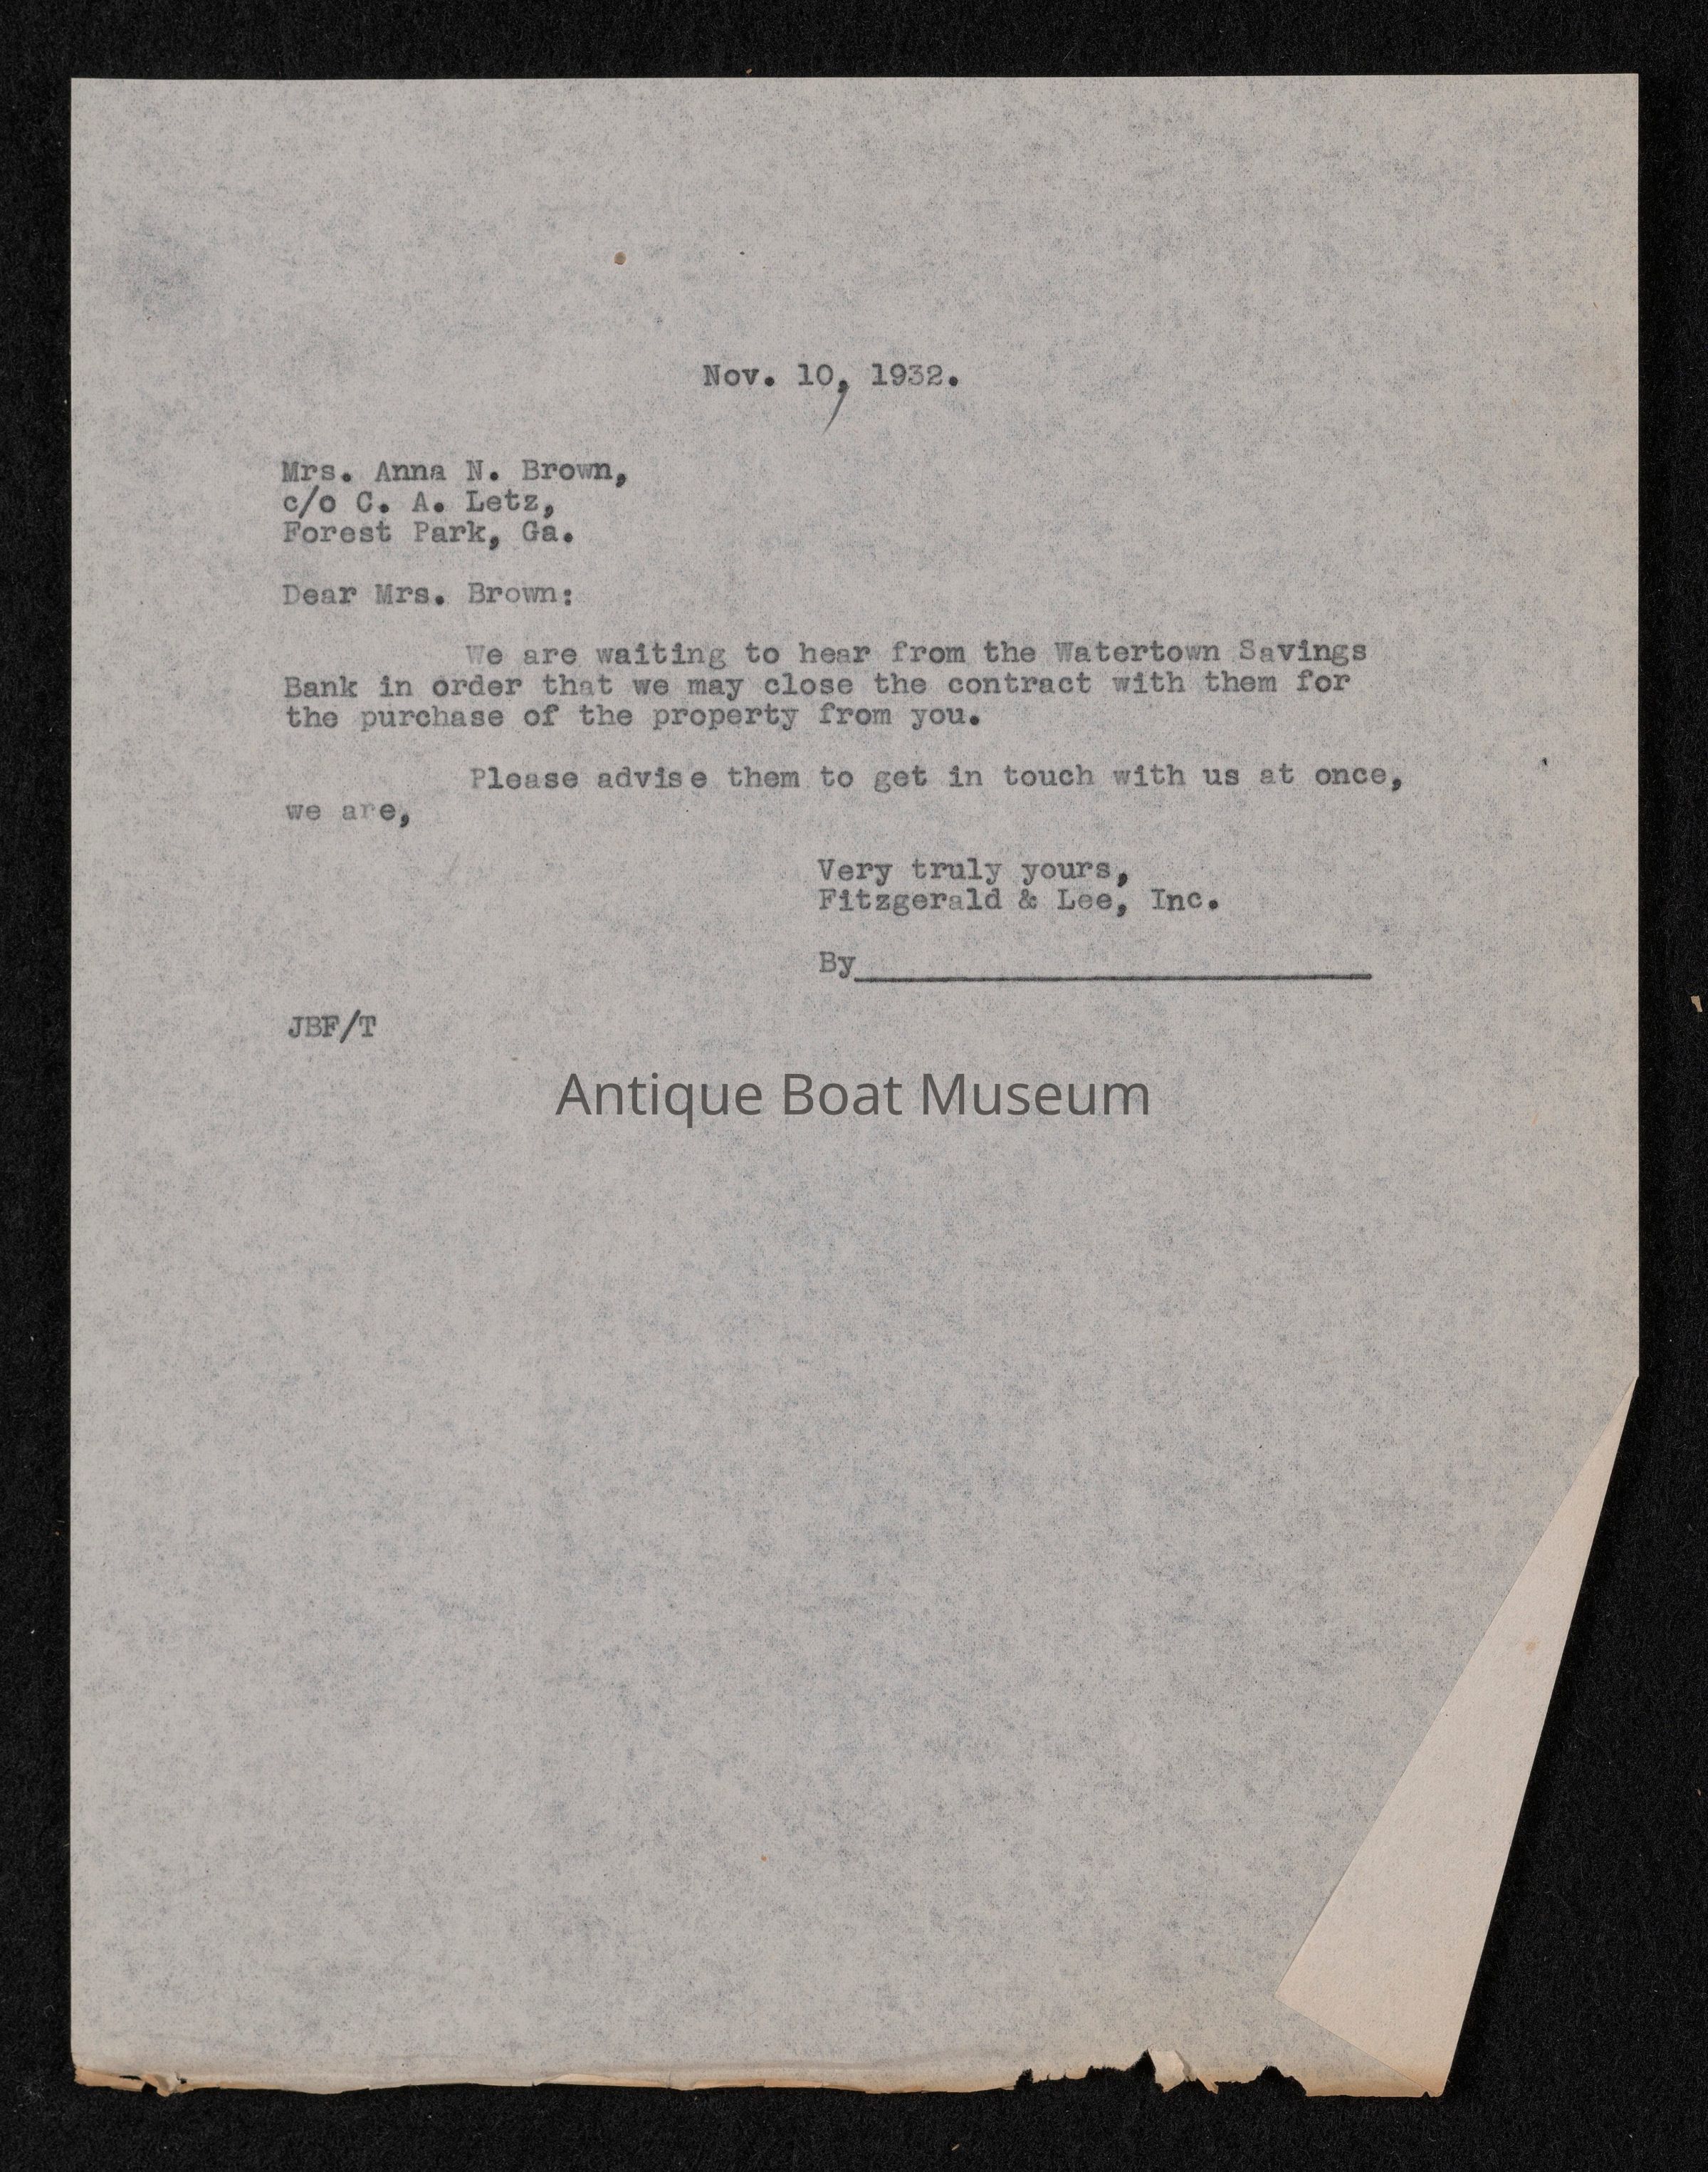 Nov. 10, 1932.
Mrs. Anna N. Brown,
c/o C. A. Letz,
Forest Park, Ga.
Dear Mrs. Brown:
We are waiting to hear from the Watertown Savings
Bank in order that we may close the contract with them for
the purchase of the property from you.
Please advise them to get in touch with us at once,
we are,
Very truly yours,
Fitzgerald & Lee, Inc.
By
JBF/T
Antique Boat Museum